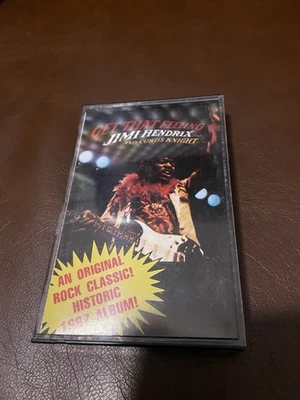 GET THAT FEELING
JIMI HENDRIX
AND CURTIS KNIGHT
AN ORIGINAL
ROCK CLASSIC!
HISTORIC
1967 ALBUM!